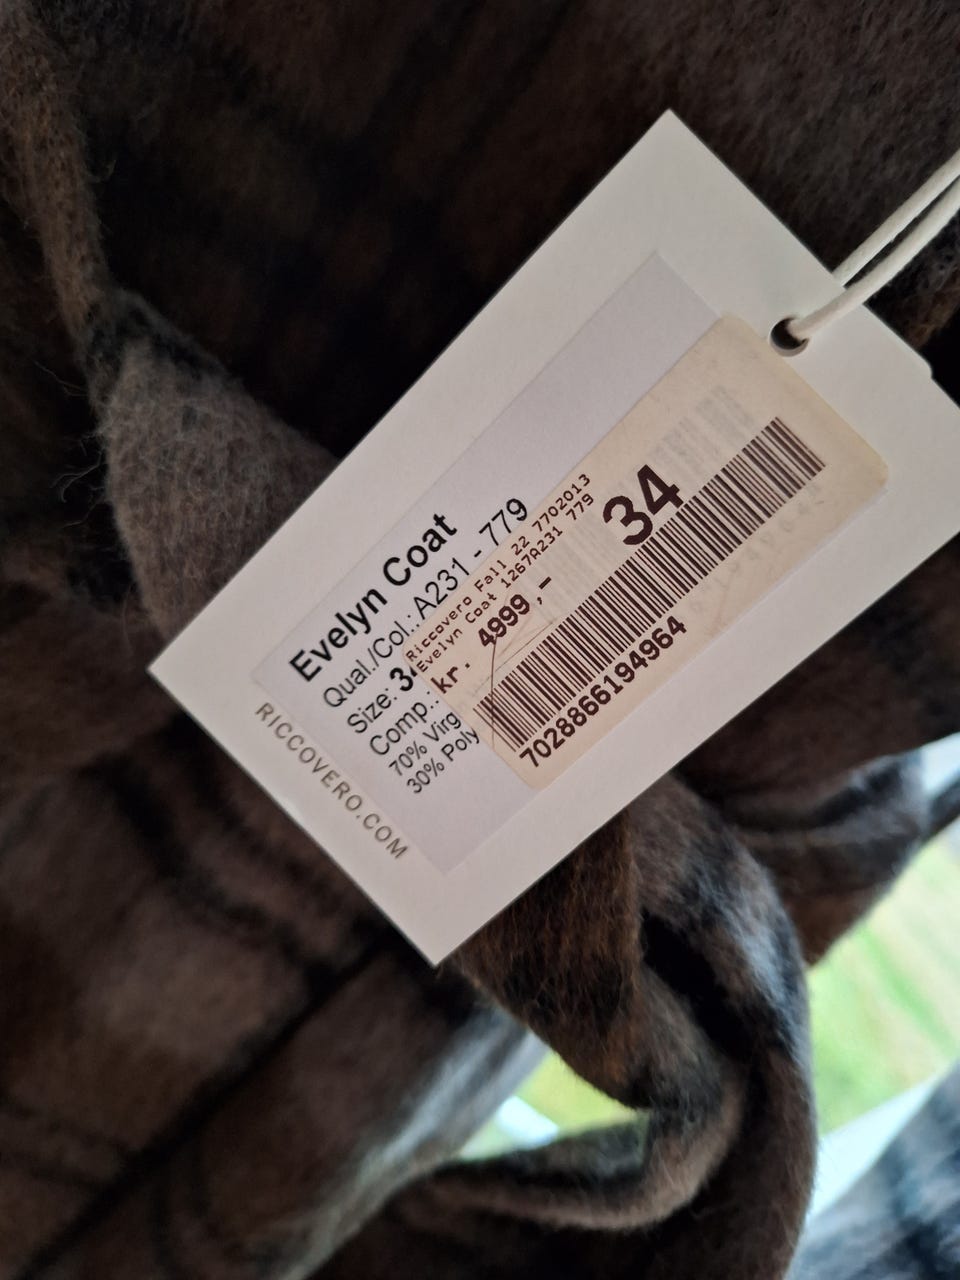 Evelyn Coat
Qual./Col.: A231 - 779
Size:
Comp.:
70% Virg
30% Poly
RICCOVERO.COM
Riccovero Fall 22 7702013
Evelyn Coat 1267A231 779
kr. 4999,-
34
7028866194964